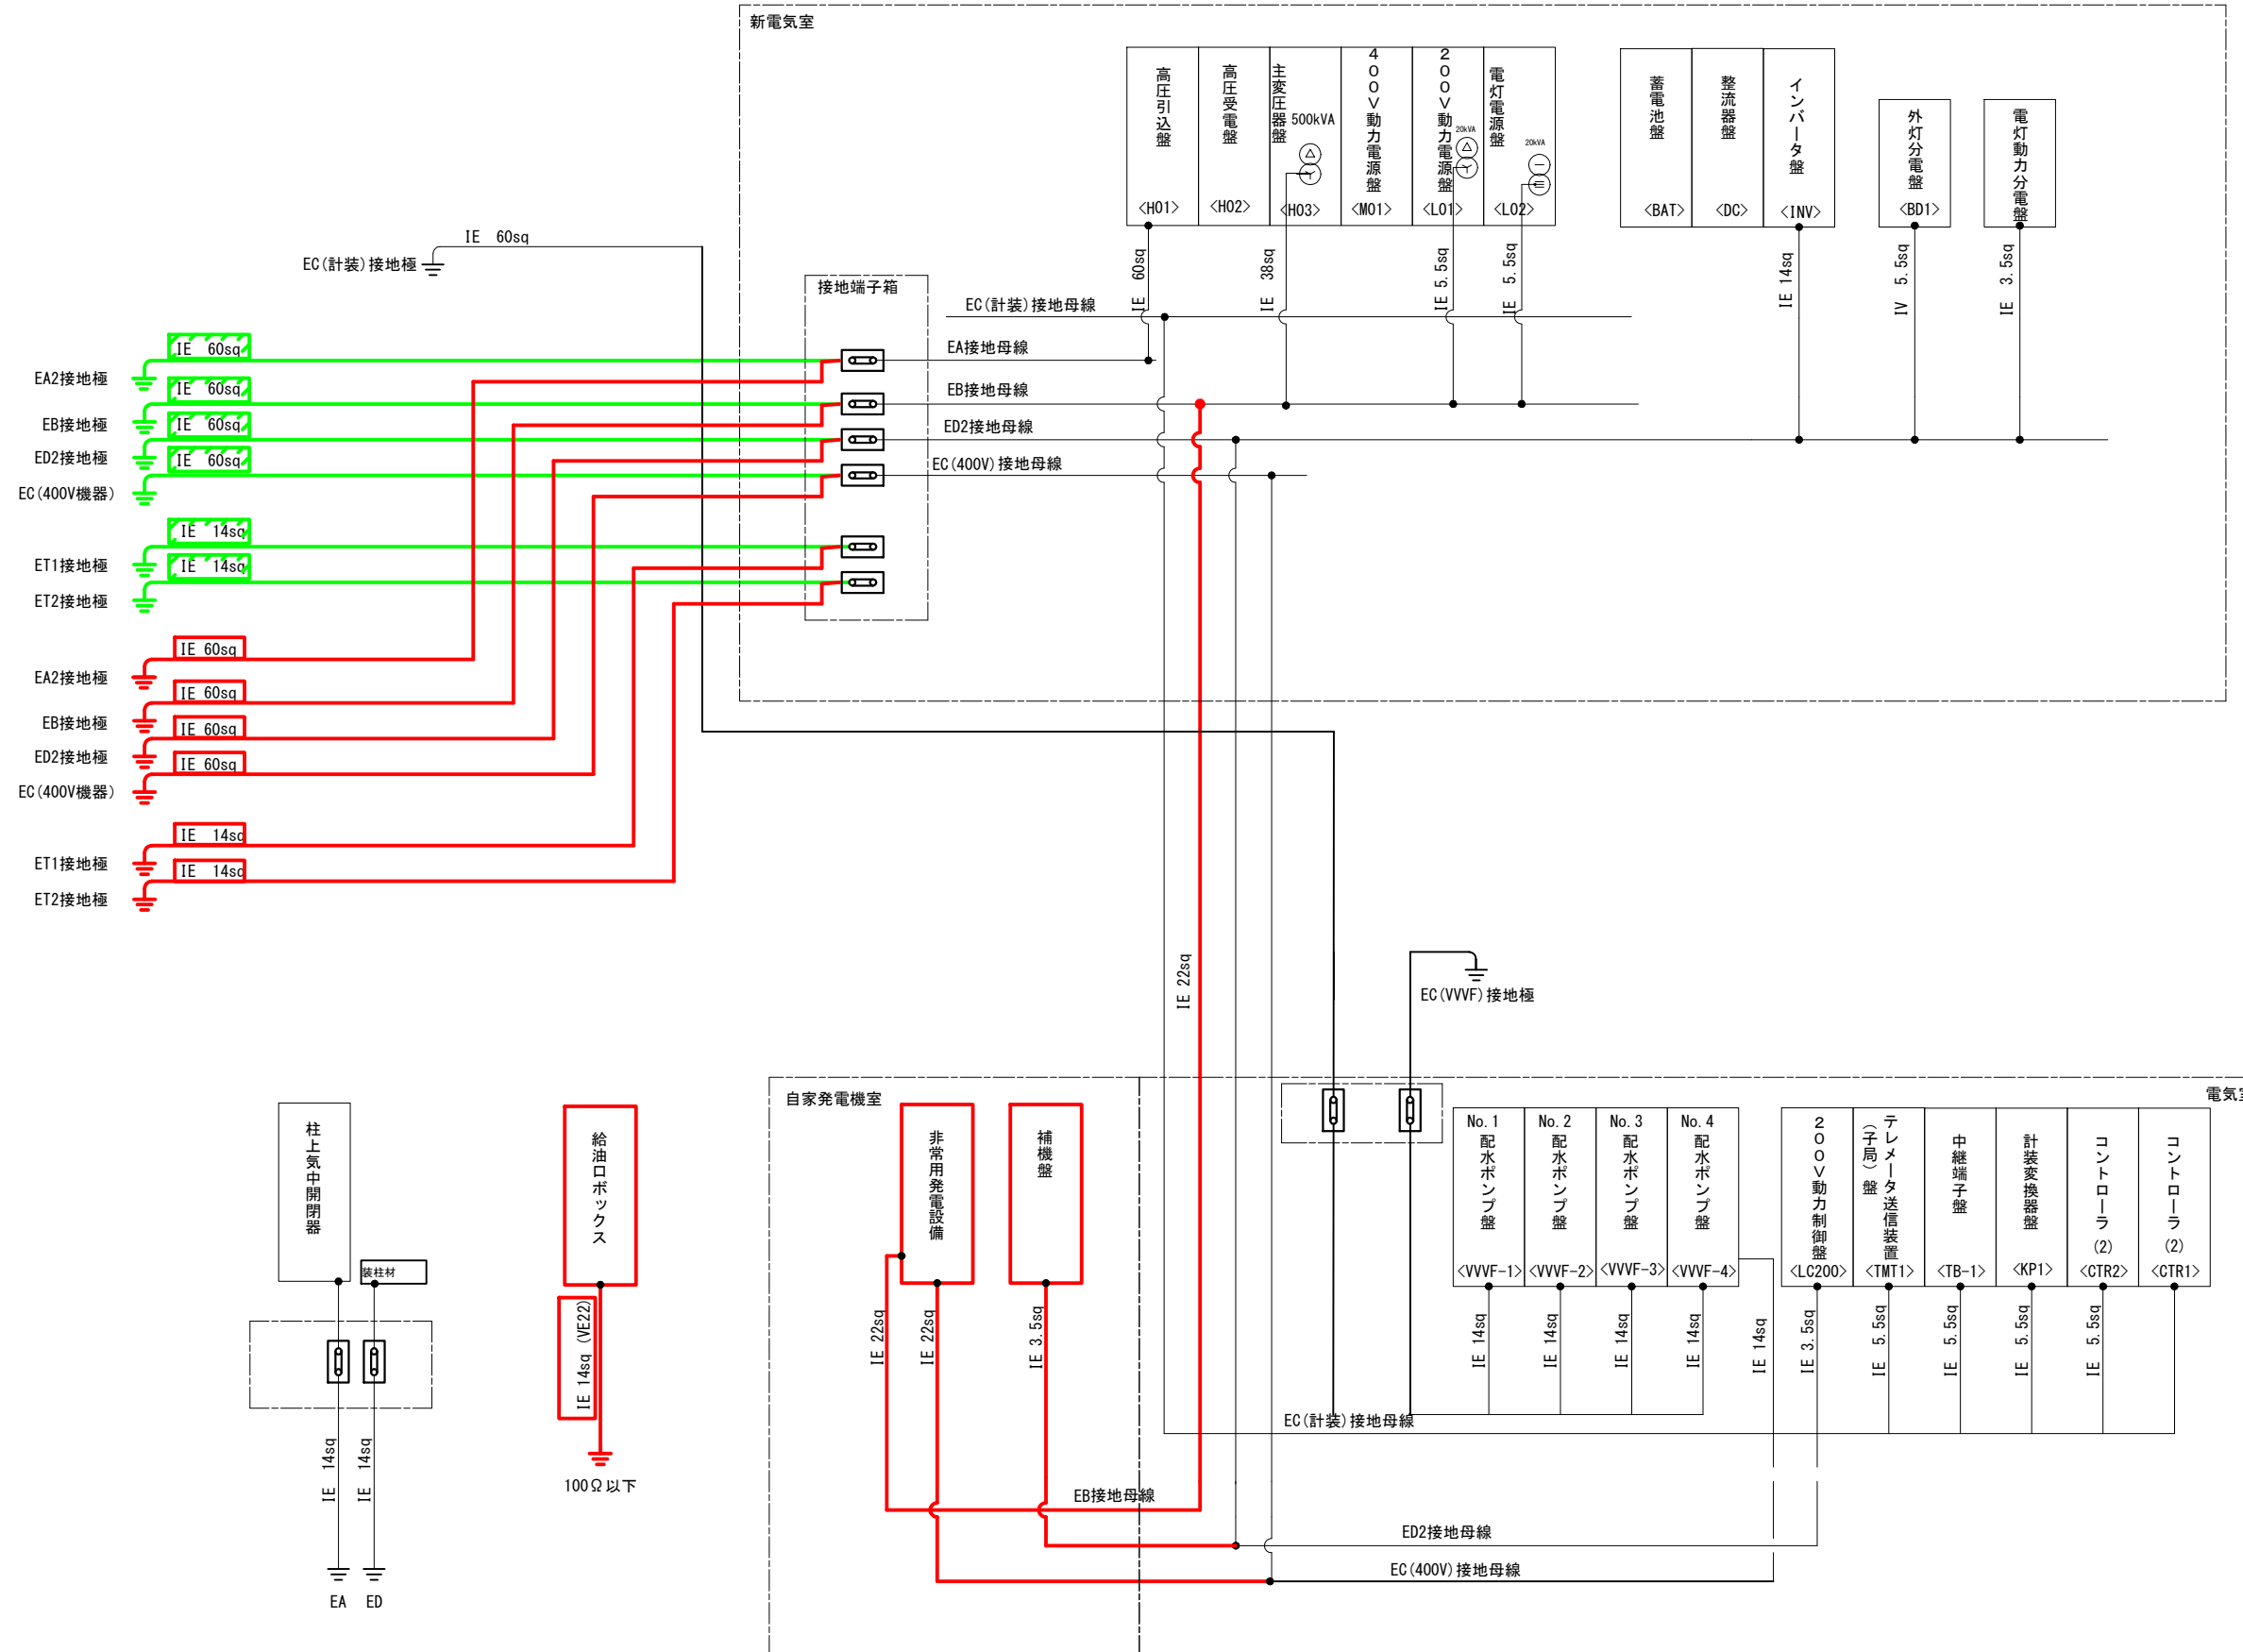 新電気室
高圧引込盤
<H01>
高圧受電盤
<H02>
主変圧器盤
500kVA
<H03>
400V動力電源盤
<M01>
200V動力電源盤
20kVA
<L01>
電灯電源盤
20kVA
<L02>
蓄電池盤
<BAT>
整流器盤
<DC>
インバータ盤
<INV>
外灯分電盤
<BD1>
電灯動力分電盤
IE 60sq
IE 38sq
IE 5.5sq
IE 5.5sq
IE 14sq
IV 5.5sq
IE 3.5sq
IE 60sq
EC(計装)接地極
接地端子箱
EC(計装)接地母線
EA接地母線
EB接地母線
ED2接地母線
EC(400V)接地母線
IE 60sq
EA2接地極
IE 60sq
EB接地極
IE 60sq
ED2接地極
IE 60sq
EC(400V機器)
IE 14sq
ET1接地極
IE 14sq
ET2接地極
IE 60sq
EA2接地極
IE 60sq
EB接地極
IE 60sq
ED2接地極
IE 60sq
EC(400V機器)
IE 14sq
ET1接地極
IE 14sq
ET2接地極
IE 22sq
EC(VVVF)接地極
柱上気中開閉器
装柱材
IE 14sq
IE 14sq
EA
ED
給油口ボックス
IE 14sq (VE22)
100Ω以下
自家発電機室
非常用発電設備
補機盤
IE 22sq
IE 22sq
IE 3.5sq
EB接地母線
電気室
No.1
配水ポンプ盤
<VVVF-1>
No.2
配水ポンプ盤
<VVVF-2>
No.3
配水ポンプ盤
<VVVF-3>
No.4
配水ポンプ盤
<VVVF-4>
200V動力制御盤
<LC200>
テレメータ送信装置
(子局)盤
<TMT1>
中継端子盤
<TB-1>
計装変換器盤
<KP1>
コントローラ
(2)
<CTR2>
コントローラ
(2)
<CTR1>
IE 14sq
IE 14sq
IE 14sq
IE 14sq
IE 14sq
IE 3.5sq
IE 5.5sq
IE 5.5sq
IE 5.5sq
IE 5.5sq
EC(計装)接地母線
ED2接地母線
EC(400V)接地母線